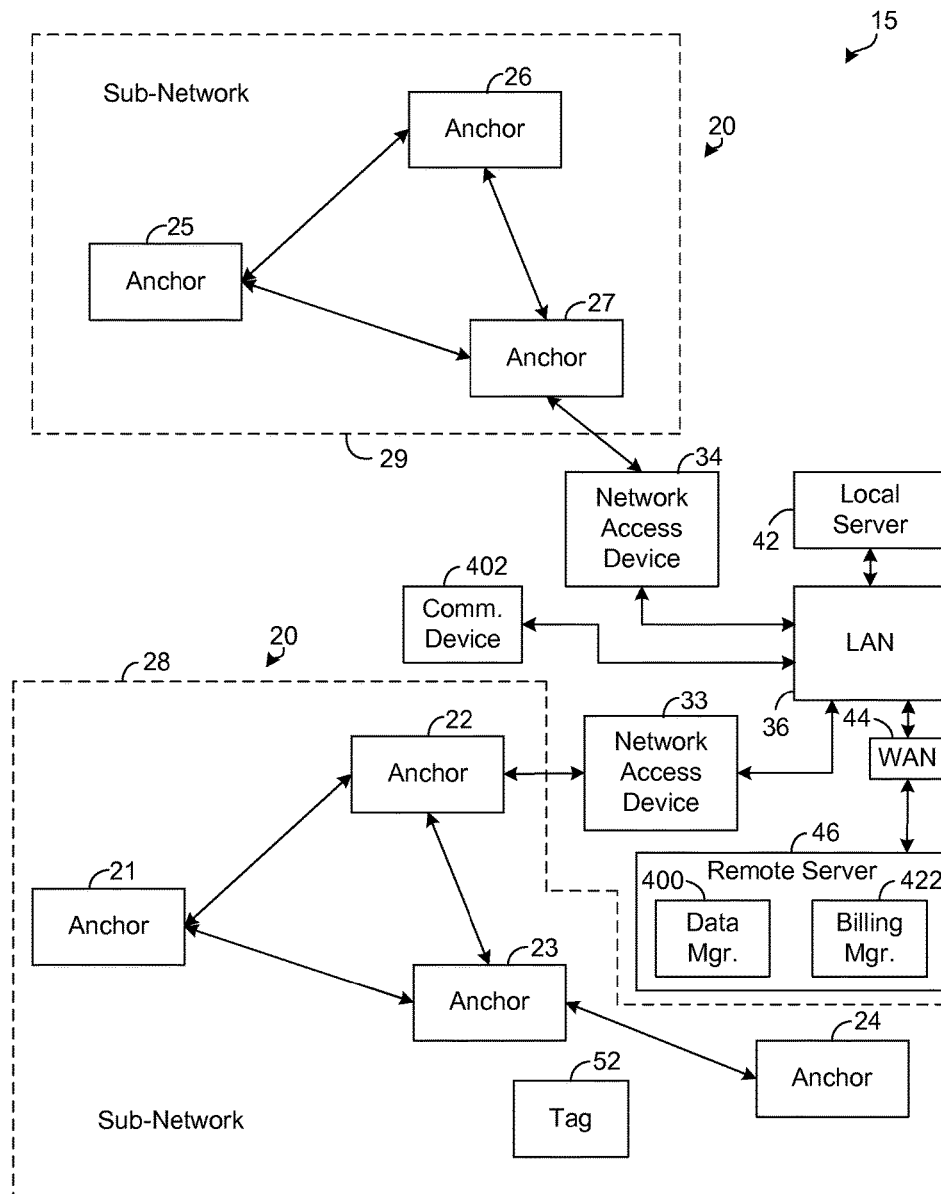 15
Sub-Network
26
Anchor
20
25
Anchor
27
Anchor
29
34
Network
Access
Device
Local
Server
42
402
Comm.
Device
LAN
36
20
28
22
Anchor
33
Network
Access
Device
44
WAN
46
Remote Server
400
Data
Mgr.
422
Billing
Mgr.
21
Anchor
23
Anchor
24
Anchor
52
Tag
Sub-Network